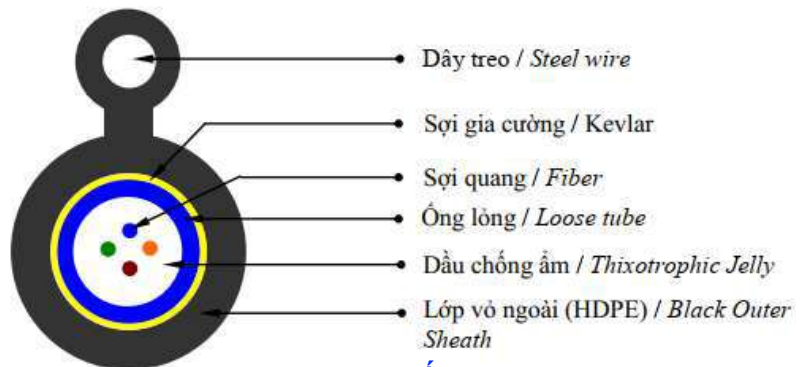 Dây treo / Steel wire
Sợi gia cường / Kevlar
Sợi quang / Fiber
Ống lỏng / Loose tube
Dầu chống ẩm / Thixotrophic Jelly
Lớp vỏ ngoài (HDPE) / Black Outer
Sheath